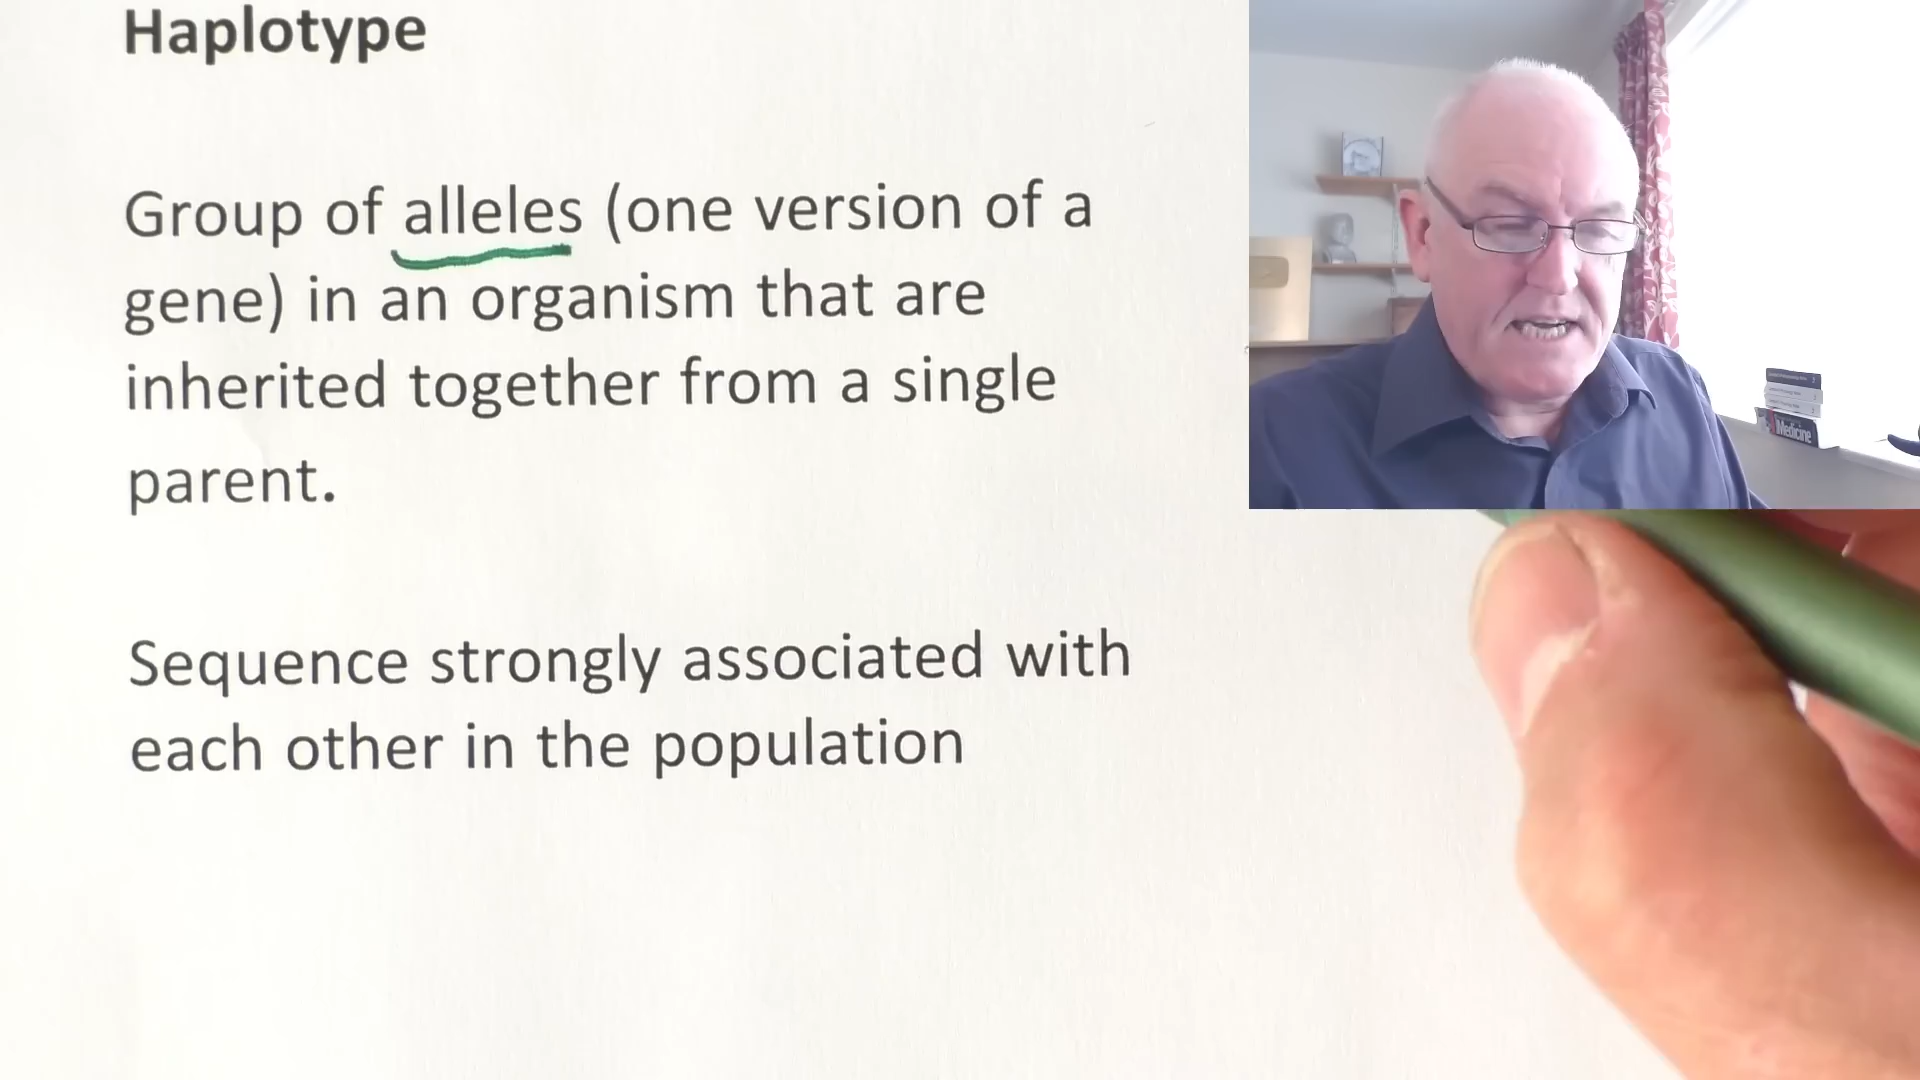 Haplotype
Group of alleles (one version of a
gene) in an organism that are
inherited together from a single
parent.
Sequence strongly associated with
each other in the population
Medicine